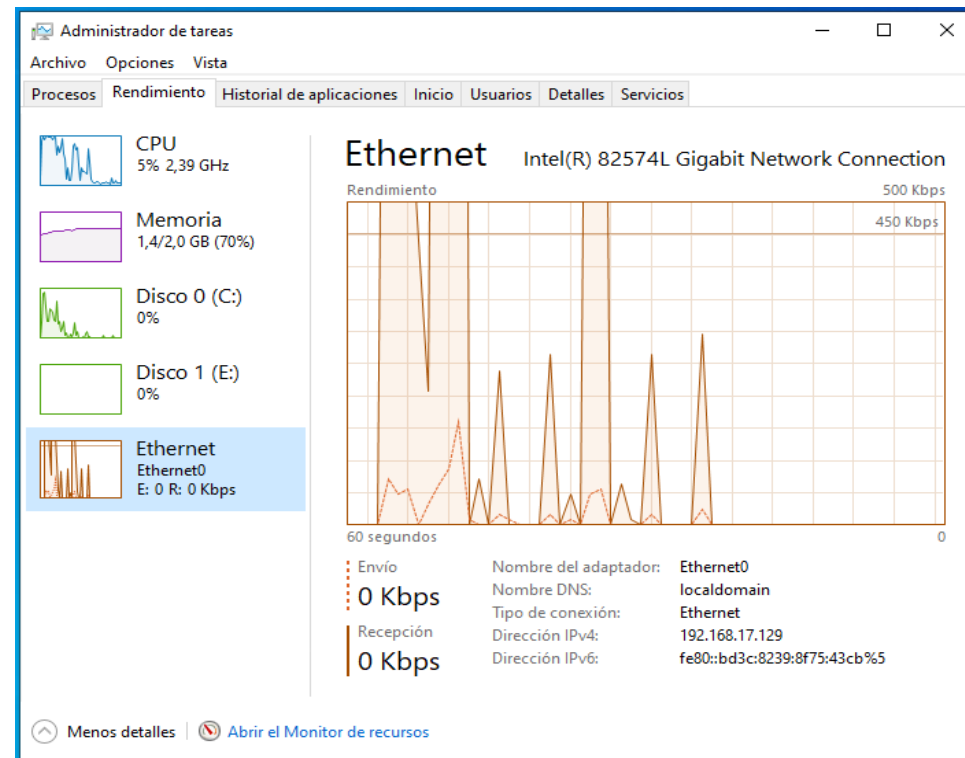 Administrador de tareas
Archivo Opciones Vista
Procesos Rendimiento Historial de aplicaciones Inicio Usuarios Detalles Servicios
CPU
5% 2,39 GHz
Memoria
1,4/2,0 GB (70%)
Disco 0 (C:)
0%
Disco 1 (E:)
0%
Ethernet
Ethernet0
E: 0 R: 0 Kbps
Ethernet Intel(R) 82574L Gigabit Network Connection
Rendimiento 500 Kbps
450 Kbps
60 segundos 0
Envío
0 Kbps
Recepción
0 Kbps
Nombre del adaptador: Ethernet0
Nombre DNS: localdomain
Tipo de conexión: Ethernet
Dirección IPv4: 192.168.17.129
Dirección IPv6: fe80::bd3c:8239:8f75:43cb%5
Menos detalles Abrir el Monitor de recursos